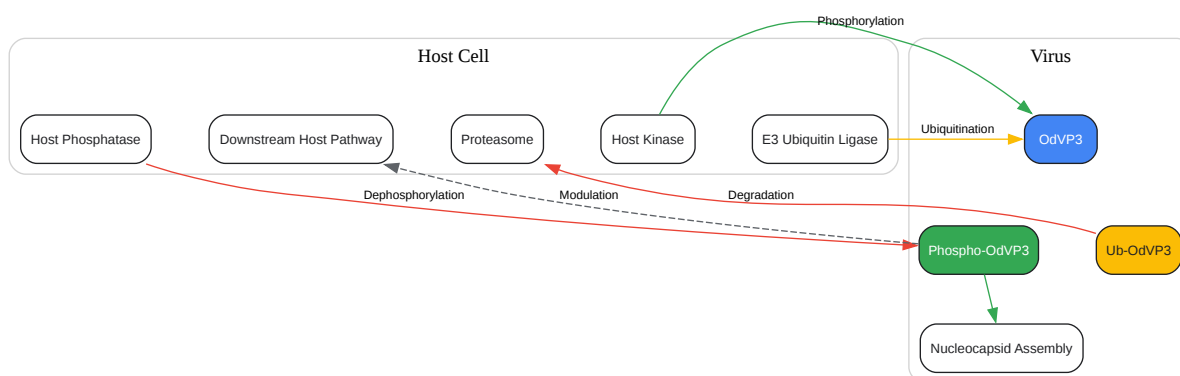 Phosphorylation
Host Cell
Virus
Host Phosphatase
Downstream Host Pathway
Proteasome
Host Kinase
E3 Ubiquitin Ligase
Ubiquitination
OdVP3
Dephosphorylation
Modulation
Degradation
Phospho-OdVP3
Ub-OdVP3
Nucleocapsid Assembly